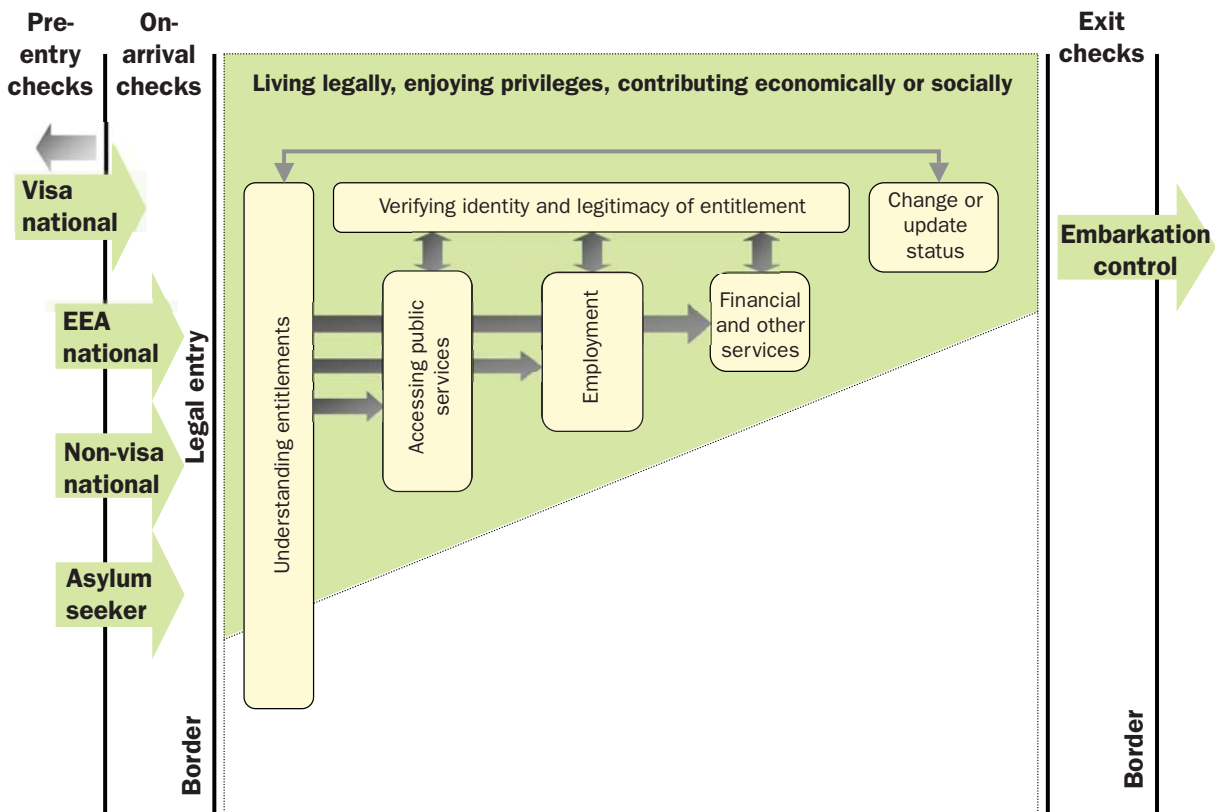 Pre-
entry
checks
On-
arrival
checks
Exit
checks
Living legally, enjoying privileges, contributing economically or socially
Visa
national
EEA
national
Non-visa
national
Asylum
seeker
Legal entry
Border
Understanding entitlements
Verifying identity and legitimacy of entitlement
Accessing public
services
Employment
Financial
and other
services
Change or
update
status
Embarkation
control
Border